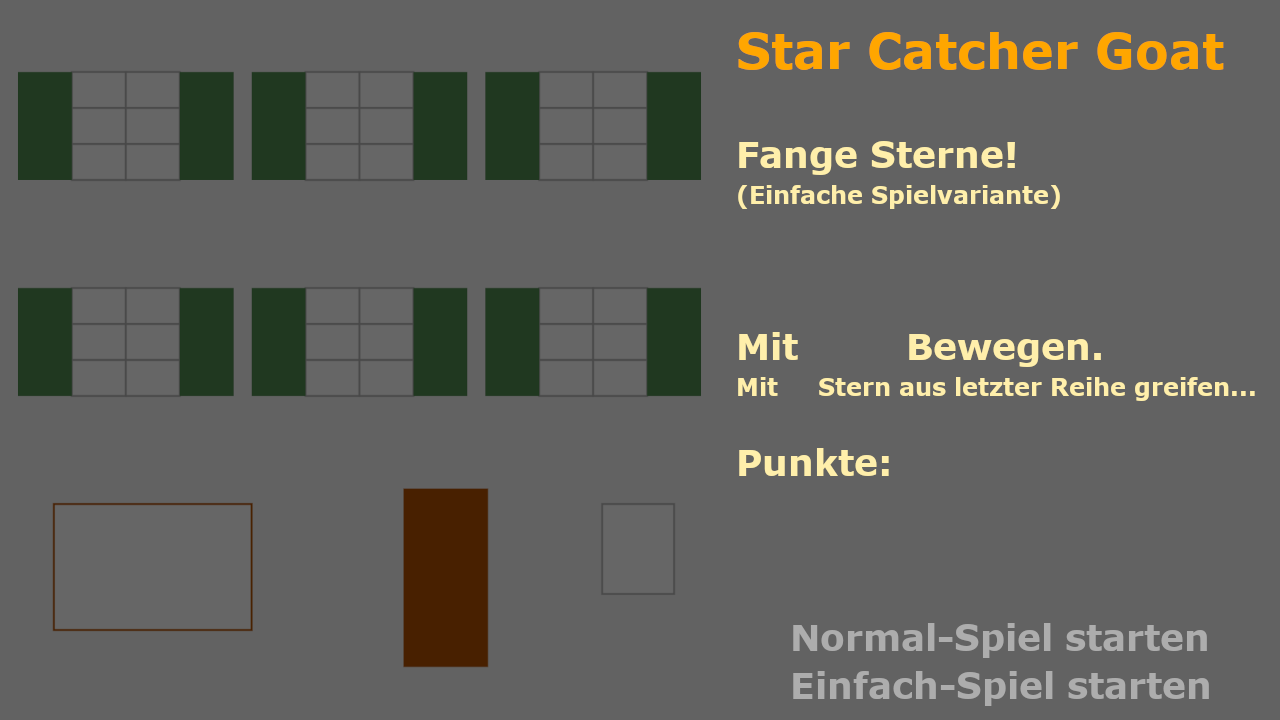 Star Catcher Goat
Fange Sterne!
(Einfache Spielvariante)
Mit Bewegen.
Mit Stern aus letzter Reihe greifen...
Punkte:
Normal-Spiel starten
Einfach-Spiel starten